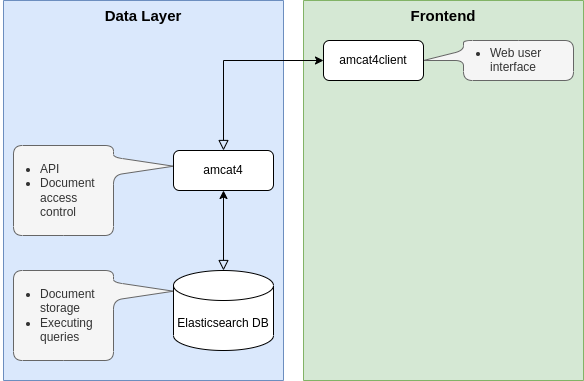 Data Layer
Frontend
amcat4client
• Web user
interface
• API
• Document
access
control
amcat4
• Document
storage
• Executing
queries
Elasticsearch DB